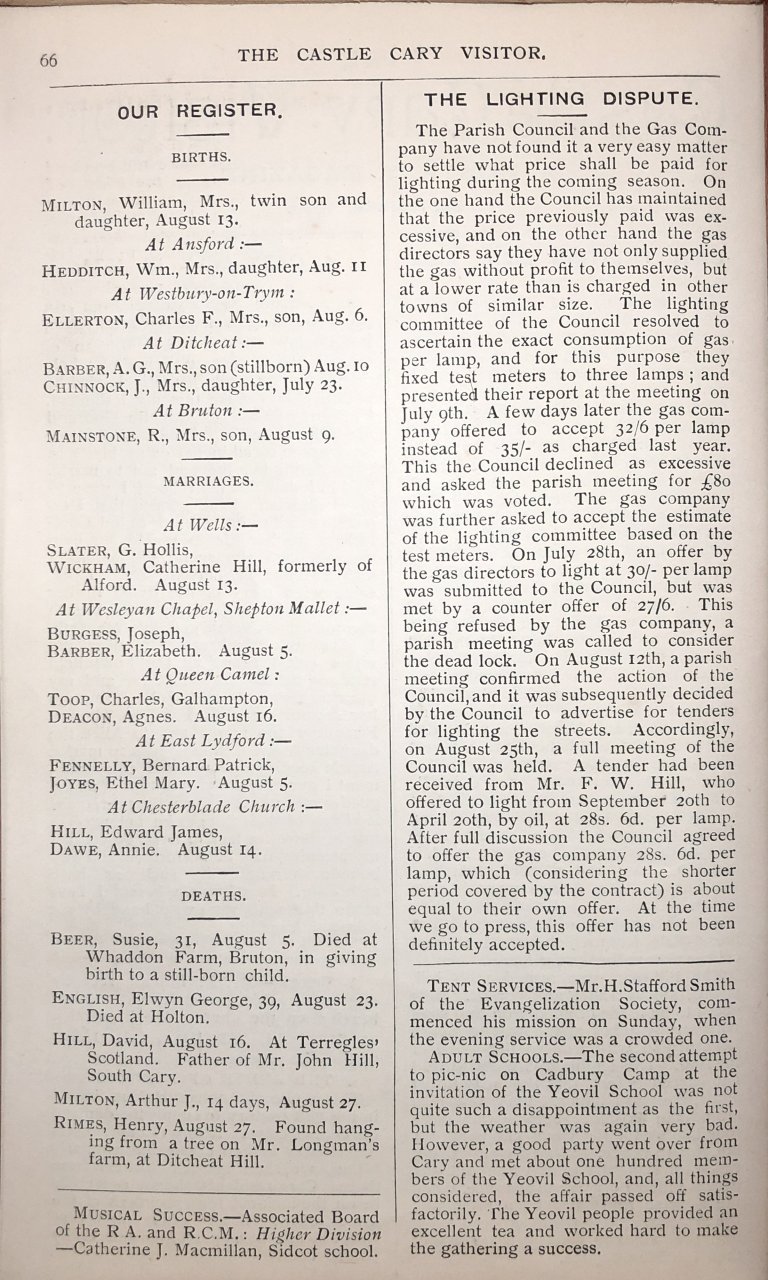 66
THE CASTLE CARY VISITOR.
OUR REGISTER.
BIRTHS.
MILTON, William, Mrs., twin son and
daughter, August 13.
At Ansford :—
HEDDITCH, Wm., Mrs., daughter, Aug. 11
At Westbury-on-Trym :
ELLERTON, Charles F., Mrs., son, Aug. 6.
At Ditcheat :—
BARBER, A. G., Mrs., son (stillborn) Aug. 10
CHINNOCK, J., Mrs., daughter, July 23.
At Bruton :—
MAINSTONE, R., Mrs., son, August 9.
MARRIAGES.
At Wells :—
SLATER, G. Hollis,
WICKHAM, Catherine Hill, formerly of
Alford. August 13.
At Wesleyan Chapel, Shepton Mallet :—
BURGESS, Joseph,
BARBER, Elizabeth. August 5.
At Queen Camel :
TOOP, Charles, Galhampton,
DEACON, Agnes. August 16.
At East Lydford :—
FENNELLY, Bernard Patrick,
JOYES, Ethel Mary. August 5.
At Chesterblade Church :—
HILL, Edward James,
DAWE, Annie. August 14.
DEATHS.
BEER, Susie, 31, August 5. Died at
Whaddon Farm, Bruton, in giving
birth to a still-born child.
ENGLISH, Elwyn George, 39, August 23.
Died at Holton.
HILL, David, August 16. At Terregles'
Scotland. Father of Mr. John Hill,
South Cary.
MILTON, Arthur J., 14 days, August 27.
RIMES, Henry, August 27. Found hang-
ing from a tree on Mr. Longman's
farm, at Ditcheat Hill.
MUSICAL SUCCESS.—Associated Board
of the R A. and R.C.M. : Higher Division
—Catherine J. Macmillan, Sidcot school.
THE LIGHTING DISPUTE.
The Parish Council and the Gas Com-
pany have not found it a very easy matter
to settle what price shall be paid for
lighting during the coming season. On
the one hand the Council has maintained
that the price previously paid was ex-
cessive, and on the other hand the gas
directors say they have not only supplied
the gas without profit to themselves, but
at a lower rate than is charged in other
towns of similar size. The lighting
committee of the Council resolved to
ascertain the exact consumption of gas
per lamp, and for this purpose they
fixed test meters to three lamps ; and
presented their report at the meeting on
July 9th. A few days later the gas com-
pany offered to accept 32/6 per lamp
instead of 35/- as charged last year.
This the Council declined as excessive
and asked the parish meeting for £80
which was voted. The gas company
was further asked to accept the estimate
of the lighting committee based on the
test meters. On July 28th, an offer by
the gas directors to light at 30/- per lamp
was submitted to the Council, but was
met by a counter offer of 27/6. This
being refused by the gas company, a
parish meeting was called to consider
the dead lock. On August 12th, a parish
meeting confirmed the action of the
Council, and it was subsequently decided
by the Council to advertise for tenders
for lighting the streets. Accordingly,
on August 25th, a full meeting of the
Council was held. A tender had been
received from Mr. F. W. Hill, who
offered to light from September 20th to
April 20th, by oil, at 28s. 6d. per lamp.
After full discussion the Council agreed
to offer the gas company 28s. 6d. per
lamp, which (considering the shorter
period covered by the contract) is about
equal to their own offer. At the time
we go to press, this offer has not been
definitely accepted.
TENT SERVICES.—Mr. H. Stafford Smith
of the Evangelization Society, com-
menced his mission on Sunday, when
the evening service was a crowded one.
ADULT SCHOOLS.—The second attempt
to pic-nic on Cadbury Camp at the
invitation of the Yeovil School was not
quite such a disappointment as the first,
but the weather was again very bad.
However, a good party went over from
Cary and met about one hundred mem-
bers of the Yeovil School, and, all things
considered, the affair passed off satis-
factorily. The Yeovil people provided an
excellent tea and worked hard to make
the gathering a success.